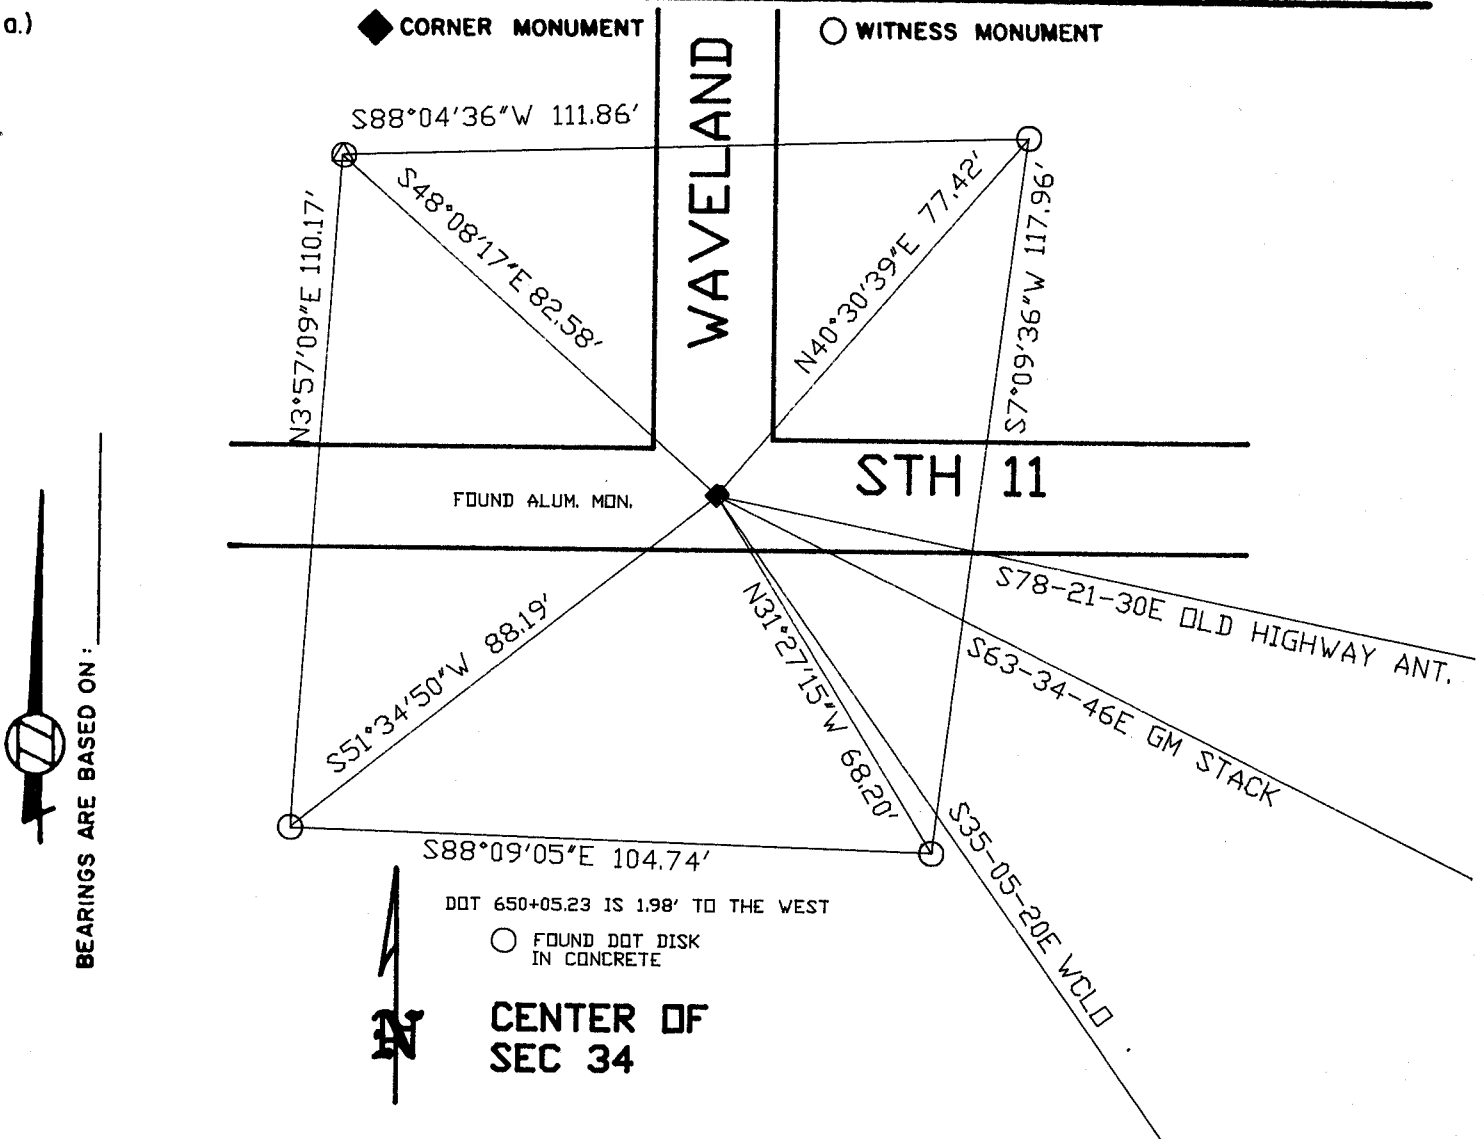 a.)
CORNER MONUMENT
WITNESS MONUMENT
WAVELAND
S88°04'36"W 111.86'
S48°08'17"E 82.58'
N40°30'39"E 77.42'
S7°09'36"W 117.96'
N3°57'09"E 110.17'
STH 11
FOUND ALUM. MON.
S78-21-30E OLD HIGHWAY ANT.
S63-34-46E GM STACK
N31°27'15"W 68.20'
S51°34'50"W 88.19'
S35-05-20E WCLO
S88°09'05"E 104.74'
BEARINGS ARE BASED ON:
DOT 650+05.23 IS 1.98' TO THE WEST
FOUND DOT DISK
IN CONCRETE
N
CENTER OF
SEC 34